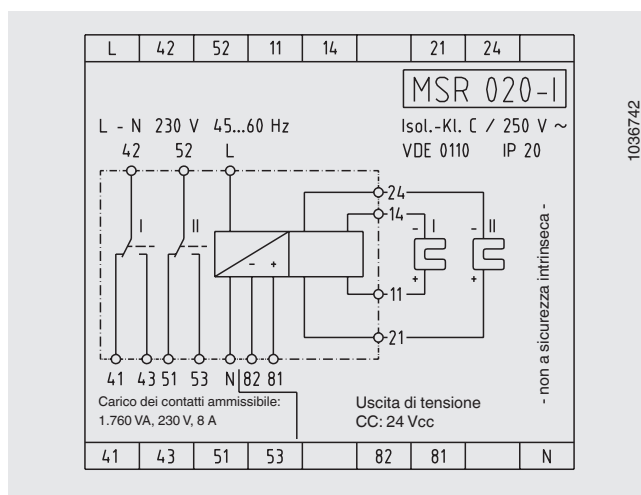 L 42 52 11 14 21 24
MSR 020-I
L - N 230 V 45...60 Hz
Isol.-Kl. C / 250 V ~
VDE 0110 IP 20
42 52 L
24
14
I II
- I - II
- +
+ +
11
21
41 43 51 53 N 82 81
Carico dei contatti ammissibile:
1.760 VA, 230 V, 8 A
Uscita di tensione
CC: 24 Vcc
- non a sicurezza intrinseca -
41 43 51 53 82 81 N
1036742